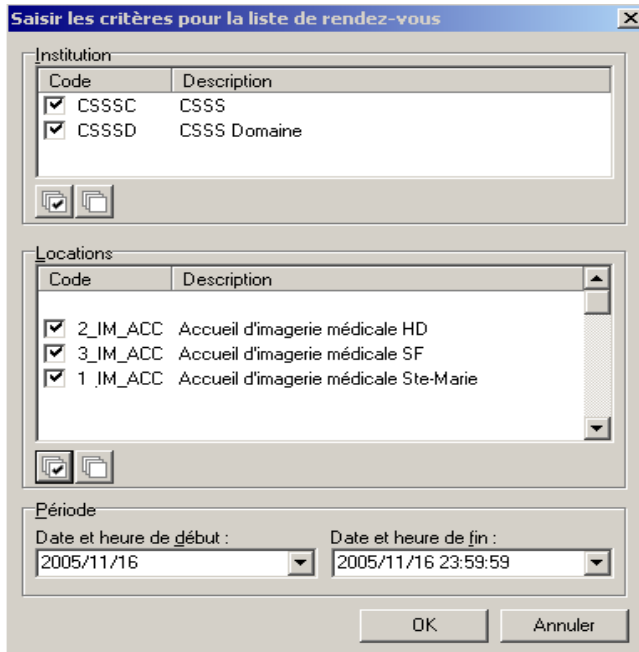 Saisir les critères pour la liste de rendez-vous
Institution
Code Description
CSSSC CSSS
CSSSD CSSS Domaine
Locations
Code Description
2_IM_ACC Accueil d'imagerie médicale HD
3_IM_ACC Accueil d'imagerie médicale SF
1_IM_ACC Accueil d'imagerie médicale Ste-Marie
Période
Date et heure de début : Date et heure de fin :
2005/11/16 2005/11/16 23:59:59
OK Annuler